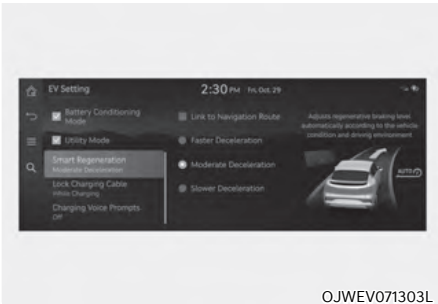 EV Setting
2:30 PM Fri, Oct. 29
Battery Conditioning
Mode
Utility Mode
Smart Regeneration
Moderate Deceleration
Lock Charging Cable
While Charging
Charging Voice Prompts
Off
Link to Navigation Route
Faster Deceleration
Moderate Deceleration
Slower Deceleration
Adjusts regenerative braking level
automatically according to the vehicle
condition and driving environment
AUTO
OJWEV071303L